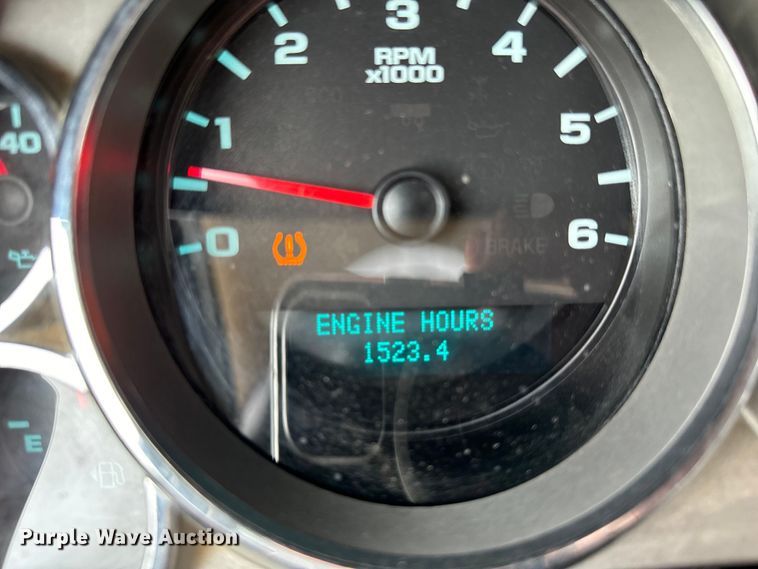 3
2
4
RPM
x1000
1
5
40
0
6
BRAKE
ENGINE HOURS
1523.4
E
Purple Wave Auction